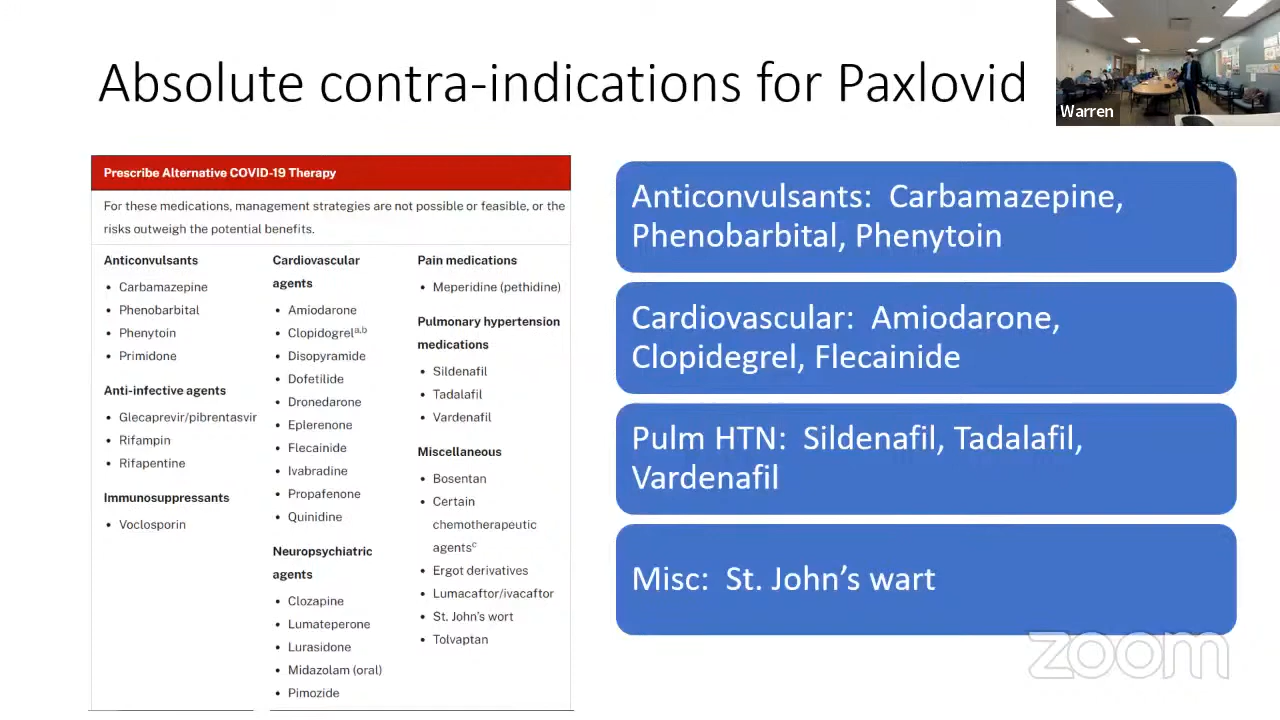 Absolute contra-indications for Paxlovid
Warren
Prescribe Alternative COVID-19 Therapy
For these medications, management strategies are not possible or feasible, or the
risks outweigh the potential benefits.
Anticonvulsants
• Carbamazepine
• Phenobarbital
• Phenytoin
• Primidone
Anti-infective agents
• Glecaprevir/pibrentasvir
• Rifampin
• Rifapentine
Immunosuppressants
• Voclosporin
Cardiovascular
agents
• Amiodarone
• Clopidogrelᵃ,ᵇ
• Disopyramide
• Dofetilide
• Dronedarone
• Eplerenone
• Flecainide
• Ivabradine
• Propafenone
• Quinidine
Neuropsychiatric
agents
• Clozapine
• Lumateperone
• Lurasidone
• Midazolam (oral)
• Pimozide
Pain medications
• Meperidine (pethidine)
Pulmonary hypertension
medications
• Sildenafil
• Tadalafil
• Vardenafil
Miscellaneous
• Bosentan
• Certain
chemotherapeutic
agentsᶜ
• Ergot derivatives
• Lumacaftor/ivacaftor
• St. John's wort
• Tolvaptan
Anticonvulsants: Carbamazepine,
Phenobarbital, Phenytoin
Cardiovascular: Amiodarone,
Clopidegrel, Flecainide
Pulm HTN: Sildenafil, Tadalafil,
Vardenafil
Misc: St. John's wart
zoom